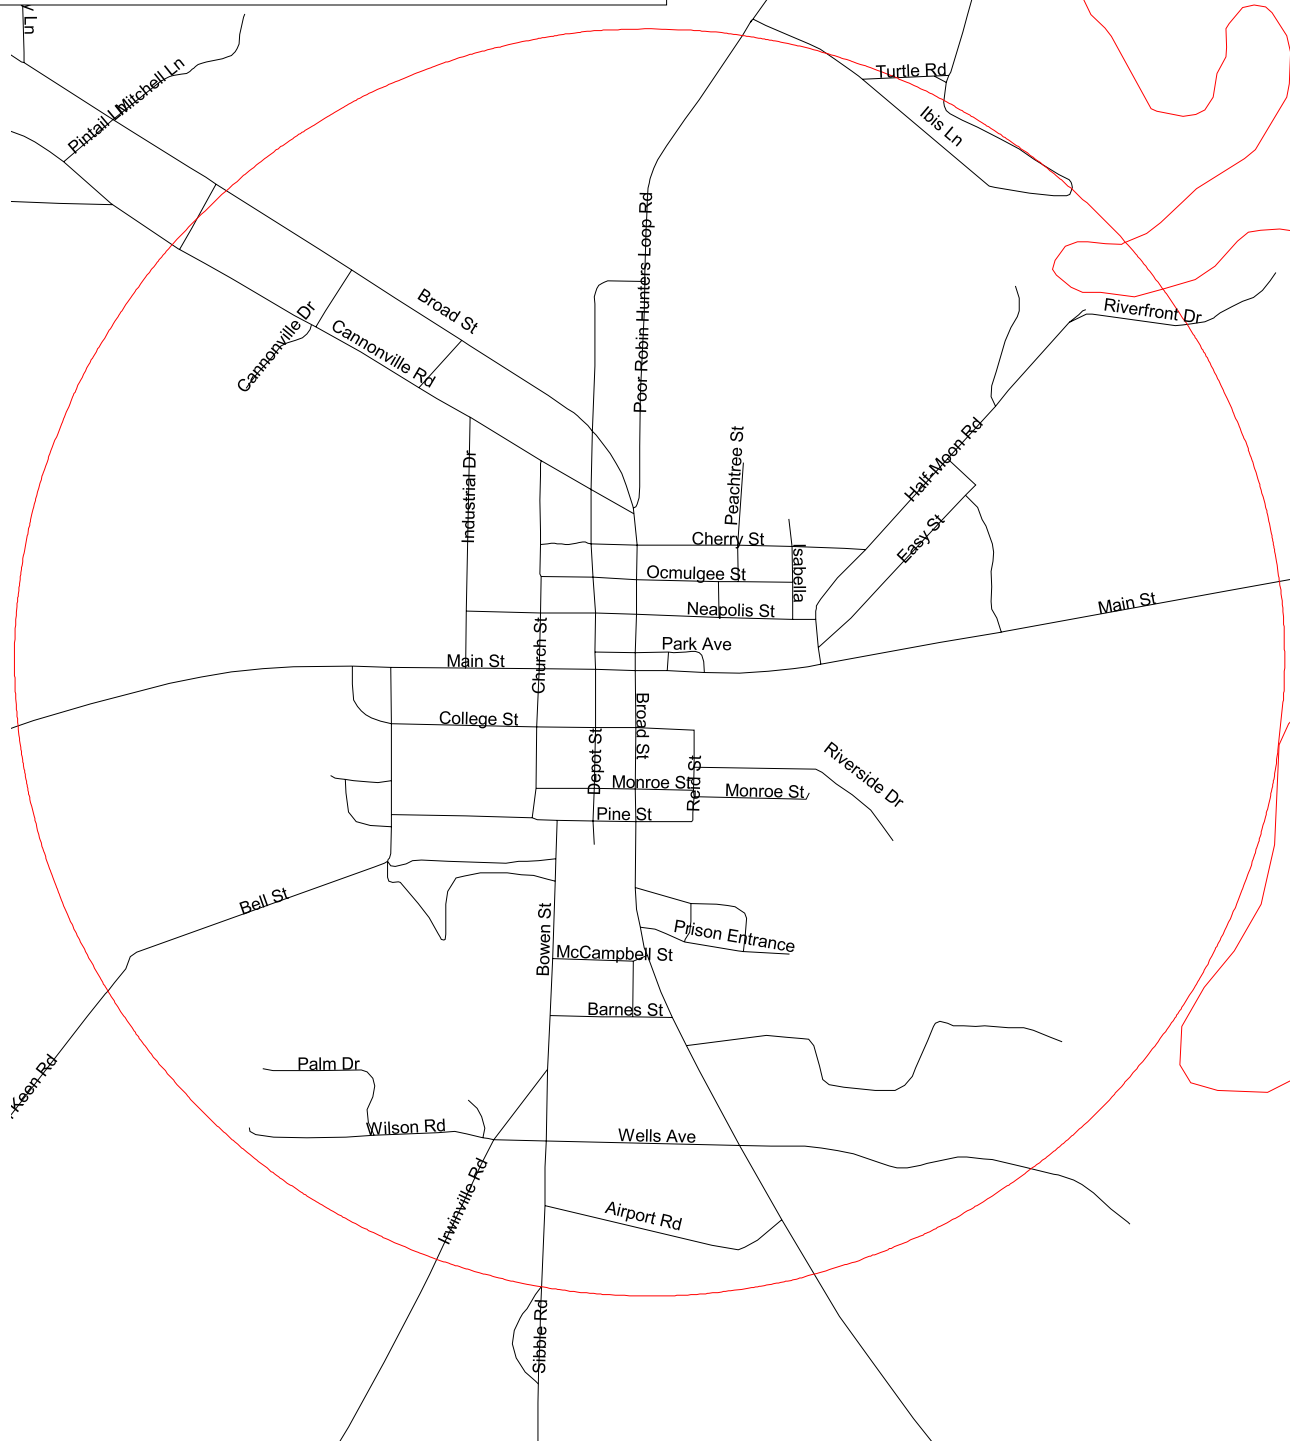 Turtle Rd
Mitchell Ln
Pintail Ln
Ibis Ln
Poor Robin Hunters Loop Rd
Broad St
Riverfront Dr
Cannonville Dr
Cannonville Rd
Half Moon Rd
Peachtree St
Industrial Dr
Cherry St
Easy St
Isabella
Ocmulgee St
Neapolis St
Main St
Park Ave
Church St
Main St
College St
Broad St
Depot St
Reid St
Riverside Dr
Monroe St
Monroe St
Pine St
Bell St
Bowen St
Prison Entrance
McCampbell St
Barnes St
Keen Rd
Palm Dr
Wilson Rd
Wells Ave
Irwinville Rd
Airport Rd
Sibble Rd